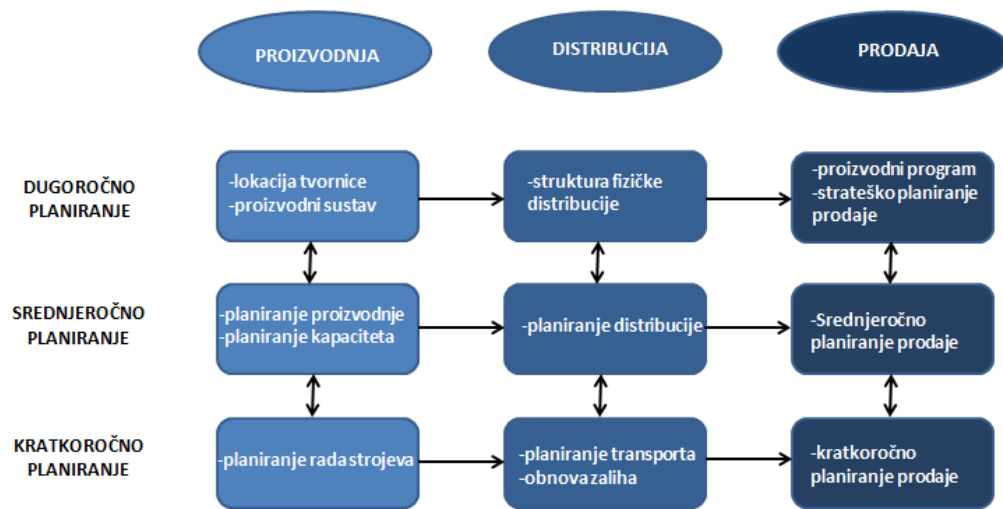 PROIZVODNJA
DISTRIBUCIJA
PRODAJA
DUGOROČNO
PLANIRANJE
-lokacija tvornice
-proizvodni sustav
-struktura fizičke
distribucije
-proizvodni program
-strateško planiranje
prodaje
SREDNJEROČNO
PLANIRANJE
-planiranje proizvodnje
-planiranje kapaciteta
-planiranje distribucije
-Srednjeročno
planiranje prodaje
KRATKOROČNO
PLANIRANJE
-planiranje rada strojeva
-planiranje transporta
-obnova zaliha
-kratkoročno
planiranje prodaje